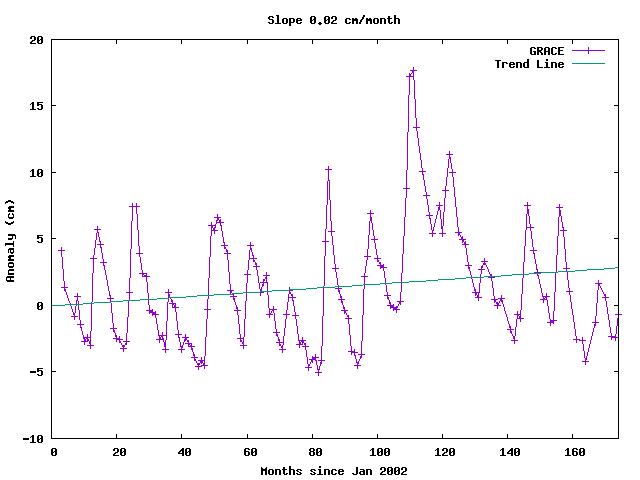 Slope 0.02 cm/month
GRACE
Trend Line
20
15
10
5
0
-5
-10
Anomaly (cm)
0 20 40 60 80 100 120 140 160
Months since Jan 2002